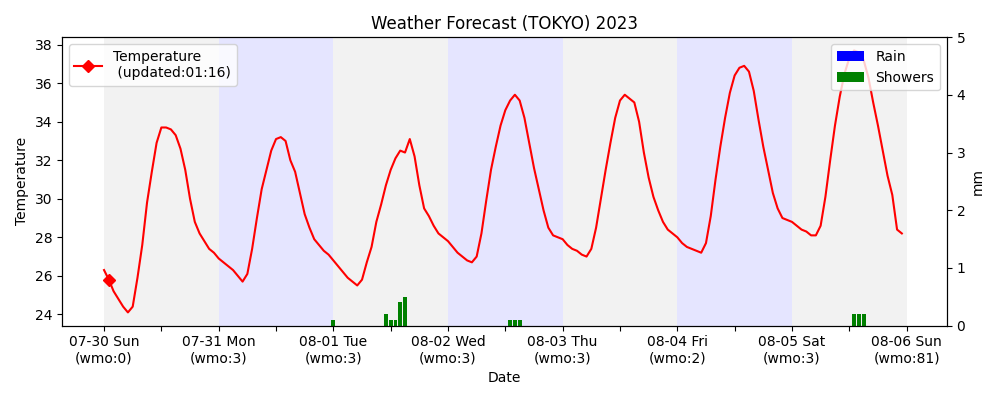 Weather Forecast (TOKYO) 2023
Temperature
(updated:01:16)
Rain
Showers
38
36
34
32
30
28
26
24
Temperature
5
4
3
2
1
0
mm
07-30 Sun
(wmo:0)
07-31 Mon
(wmo:3)
08-01 Tue
(wmo:3)
08-02 Wed
(wmo:3)
08-03 Thu
(wmo:3)
08-04 Fri
(wmo:2)
08-05 Sat
(wmo:3)
08-06 Sun
(wmo:81)
Date